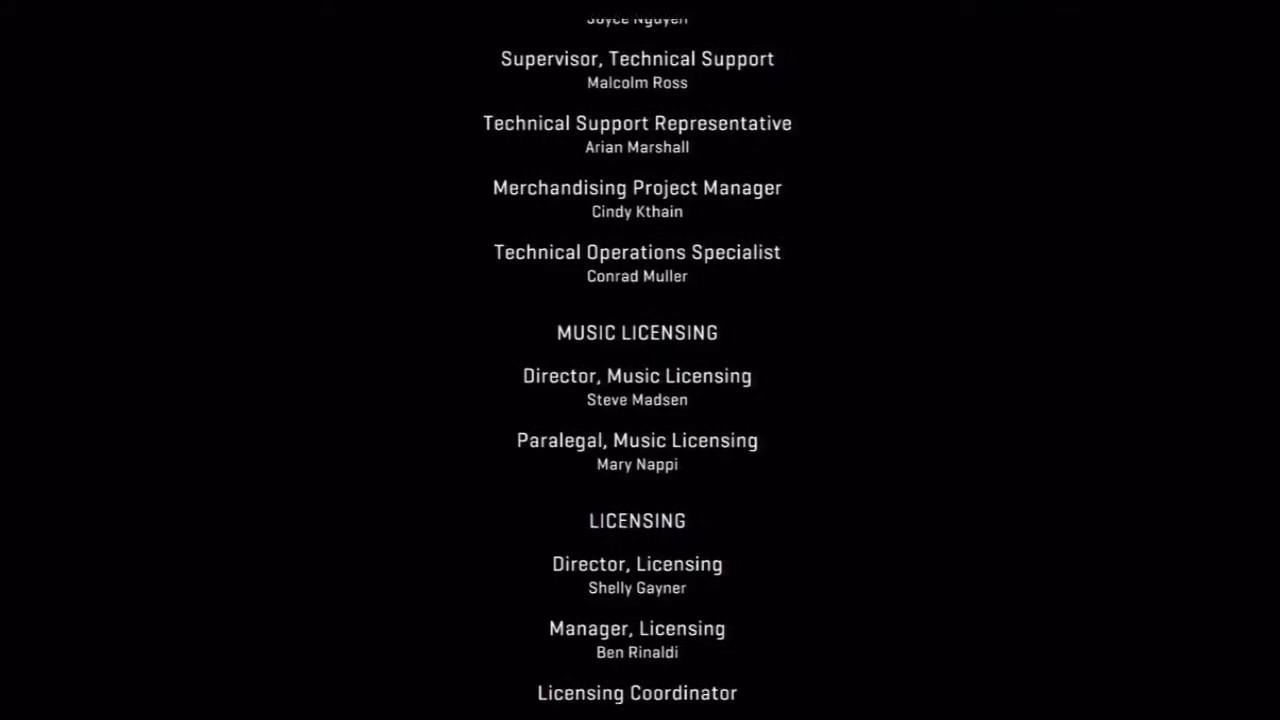 Joyce Nguyen
Supervisor, Technical Support
Malcolm Ross
Technical Support Representative
Arian Marshall
Merchandising Project Manager
Cindy Kthain
Technical Operations Specialist
Conrad Muller
MUSIC LICENSING
Director, Music Licensing
Steve Madsen
Paralegal, Music Licensing
Mary Nappi
LICENSING
Director, Licensing
Shelly Gayner
Manager, Licensing
Ben Rinaldi
Licensing Coordinator